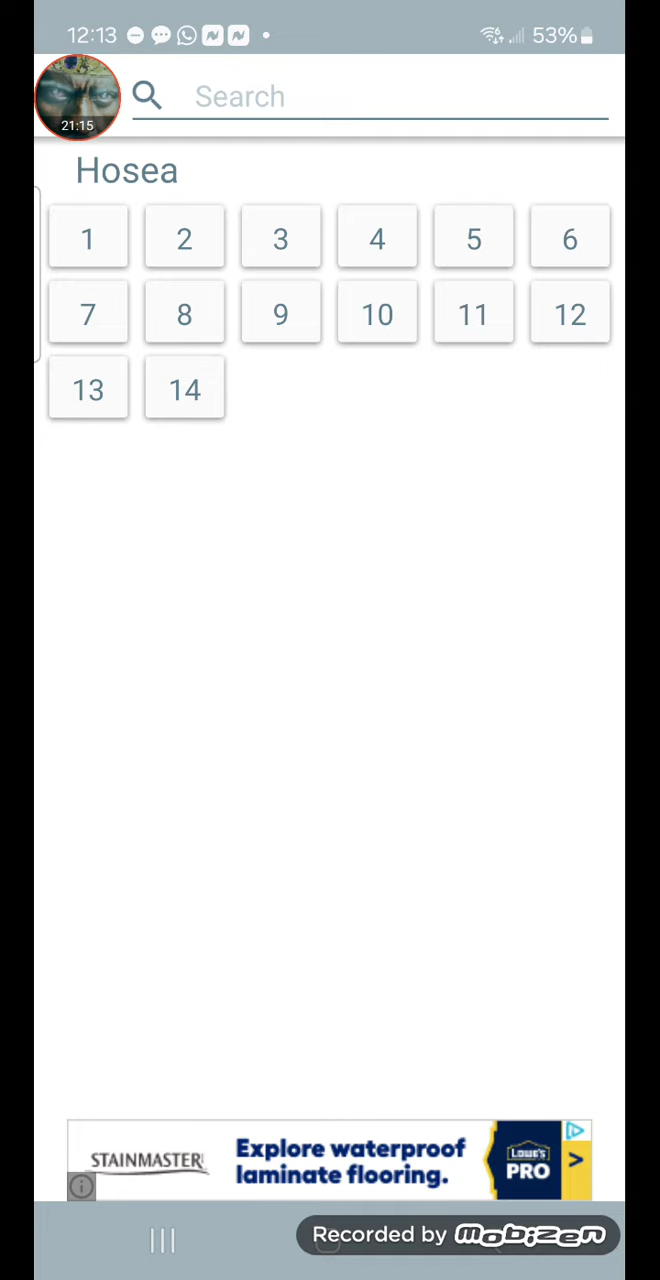 12:13 53%
21:15
Search
Hosea
1 2 3 4 5 6
7 8 9 10 11 12
13 14
STAINMASTER
Explore waterproof
laminate flooring.
LOWE'S
PRO
>
Recorded by mobizen